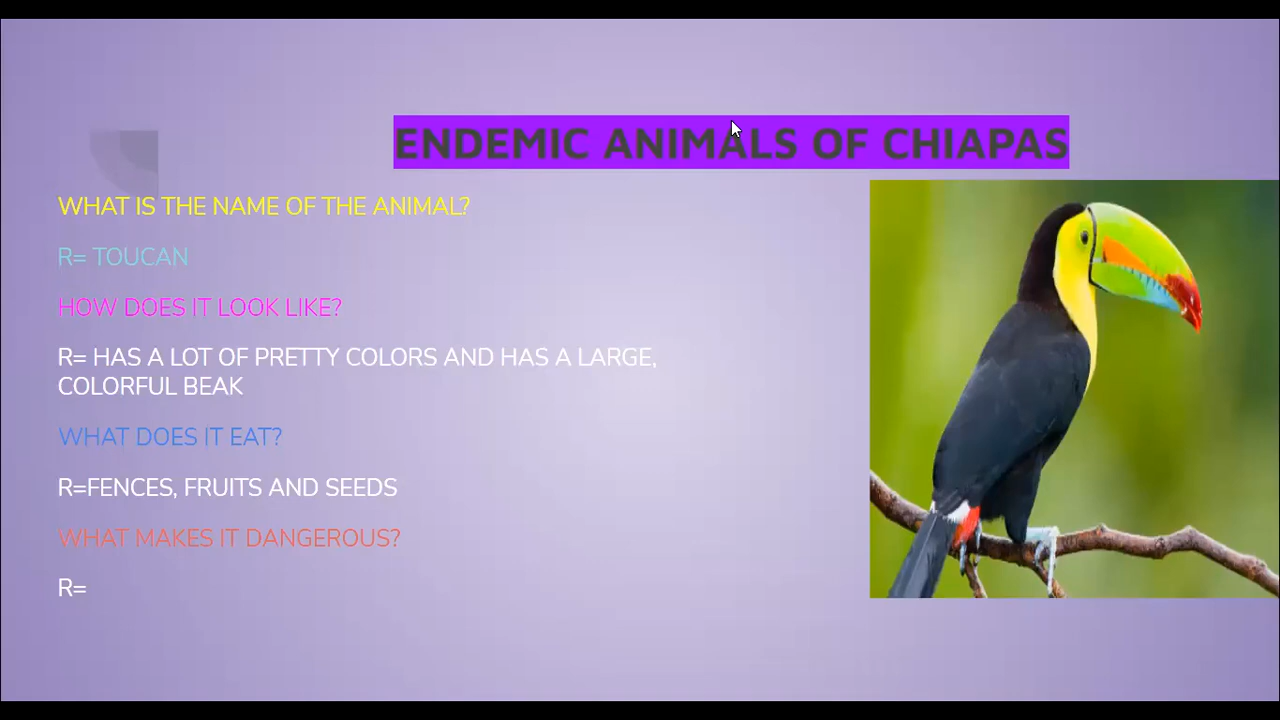 ENDEMIC ANIMALS OF CHIAPAS
WHAT IS THE NAME OF THE ANIMAL?
R= TOUCAN
HOW DOES IT LOOK LIKE?
R= HAS A LOT OF PRETTY COLORS AND HAS A LARGE,
COLORFUL BEAK
WHAT DOES IT EAT?
R=FENCES, FRUITS AND SEEDS
WHAT MAKES IT DANGEROUS?
R=